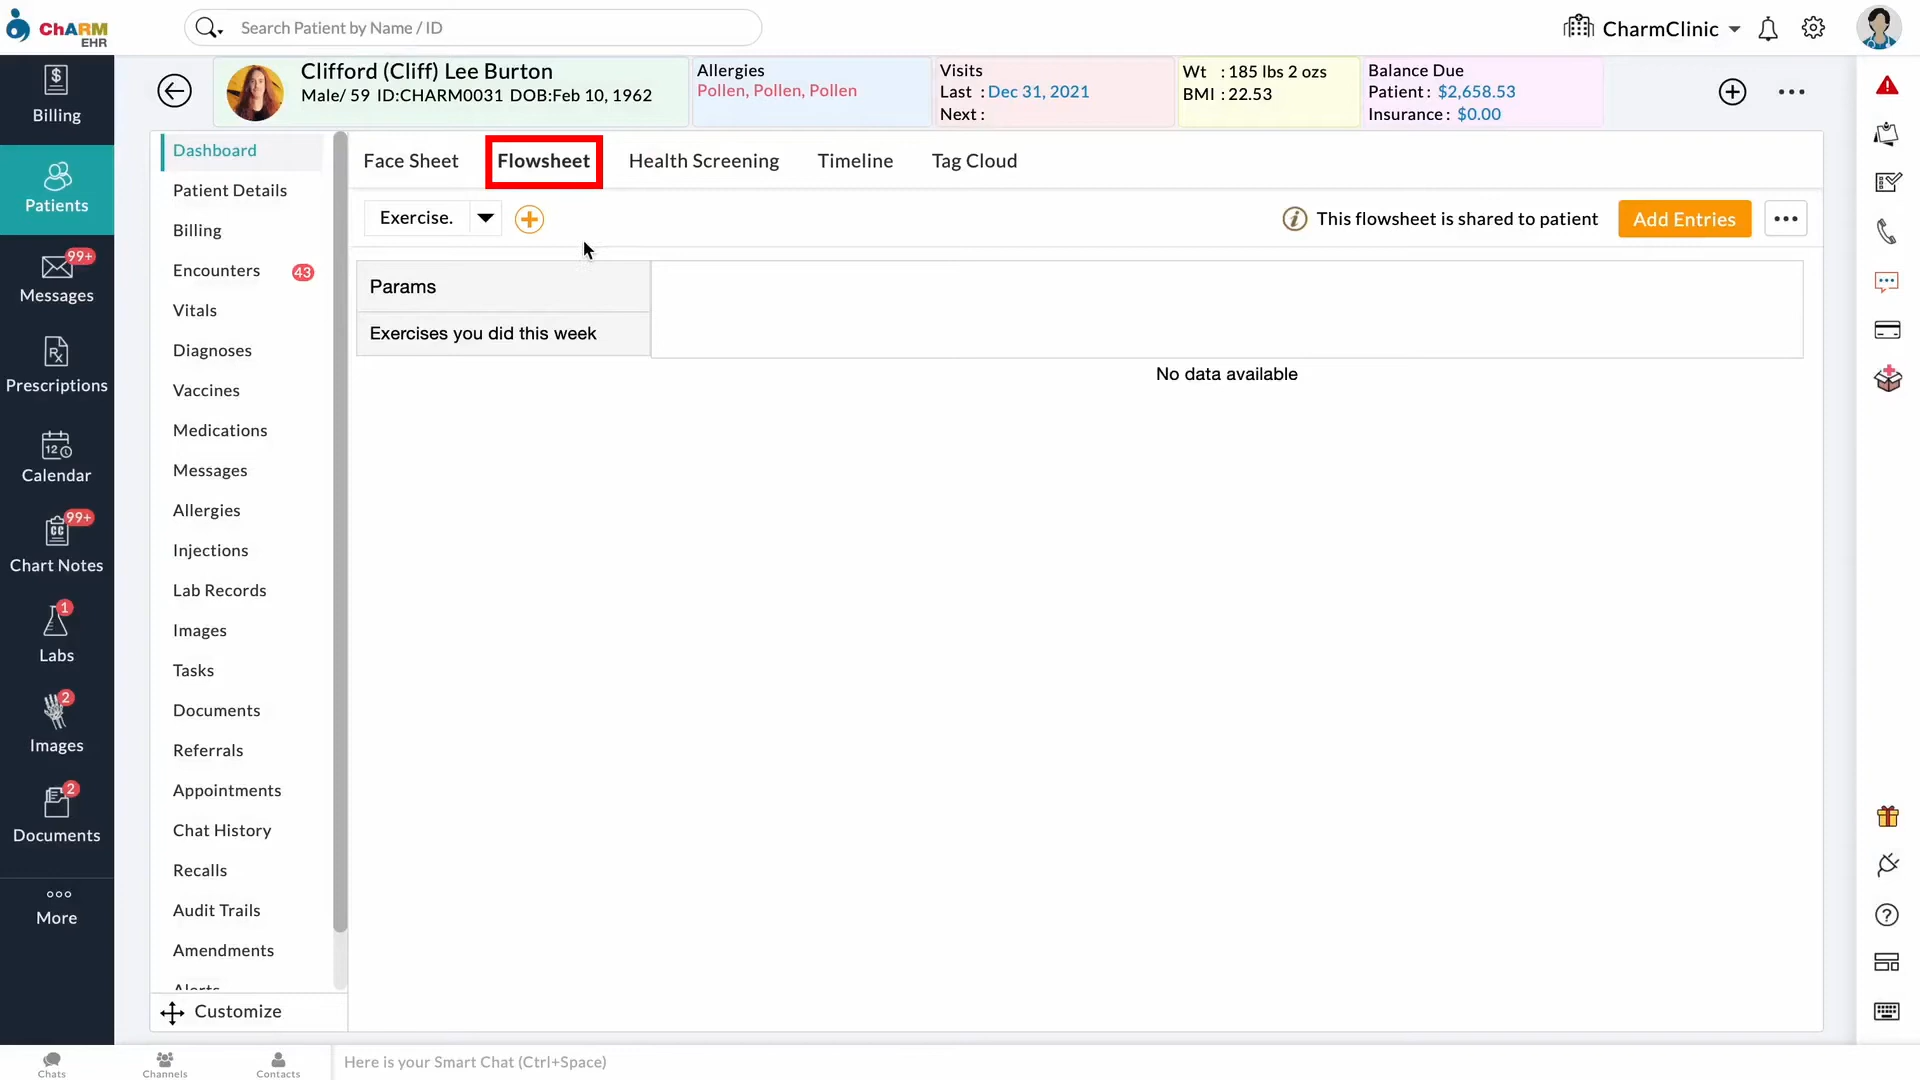 ChARM
EHR
Search Patient by Name / ID
CharmClinic
Clifford (Cliff) Lee Burton
Male/ 59 ID:CHARM0031 DOB:Feb 10, 1962
Allergies
Pollen, Pollen, Pollen
Visits
Last : Dec 31, 2021
Next :
Wt : 185 lbs 2 ozs
BMI : 22.53
Balance Due
Patient : $2,658.53
Insurance : $0.00
Billing
Patients
99+
Messages
Prescriptions
12
Calendar
99+
Chart Notes
1
Labs
2
Images
2
Documents
More
Dashboard
Patient Details
Billing
Encounters 43
Vitals
Diagnoses
Vaccines
Medications
Messages
Allergies
Injections
Lab Records
Images
Tasks
Documents
Referrals
Appointments
Chat History
Recalls
Audit Trails
Amendments
Alerts
Customize
Face Sheet Flowsheet Health Screening Timeline Tag Cloud
Exercise. This flowsheet is shared to patient Add Entries
Params
Exercises you did this week
No data available
Chats Channels Contacts Here is your Smart Chat (Ctrl+Space)